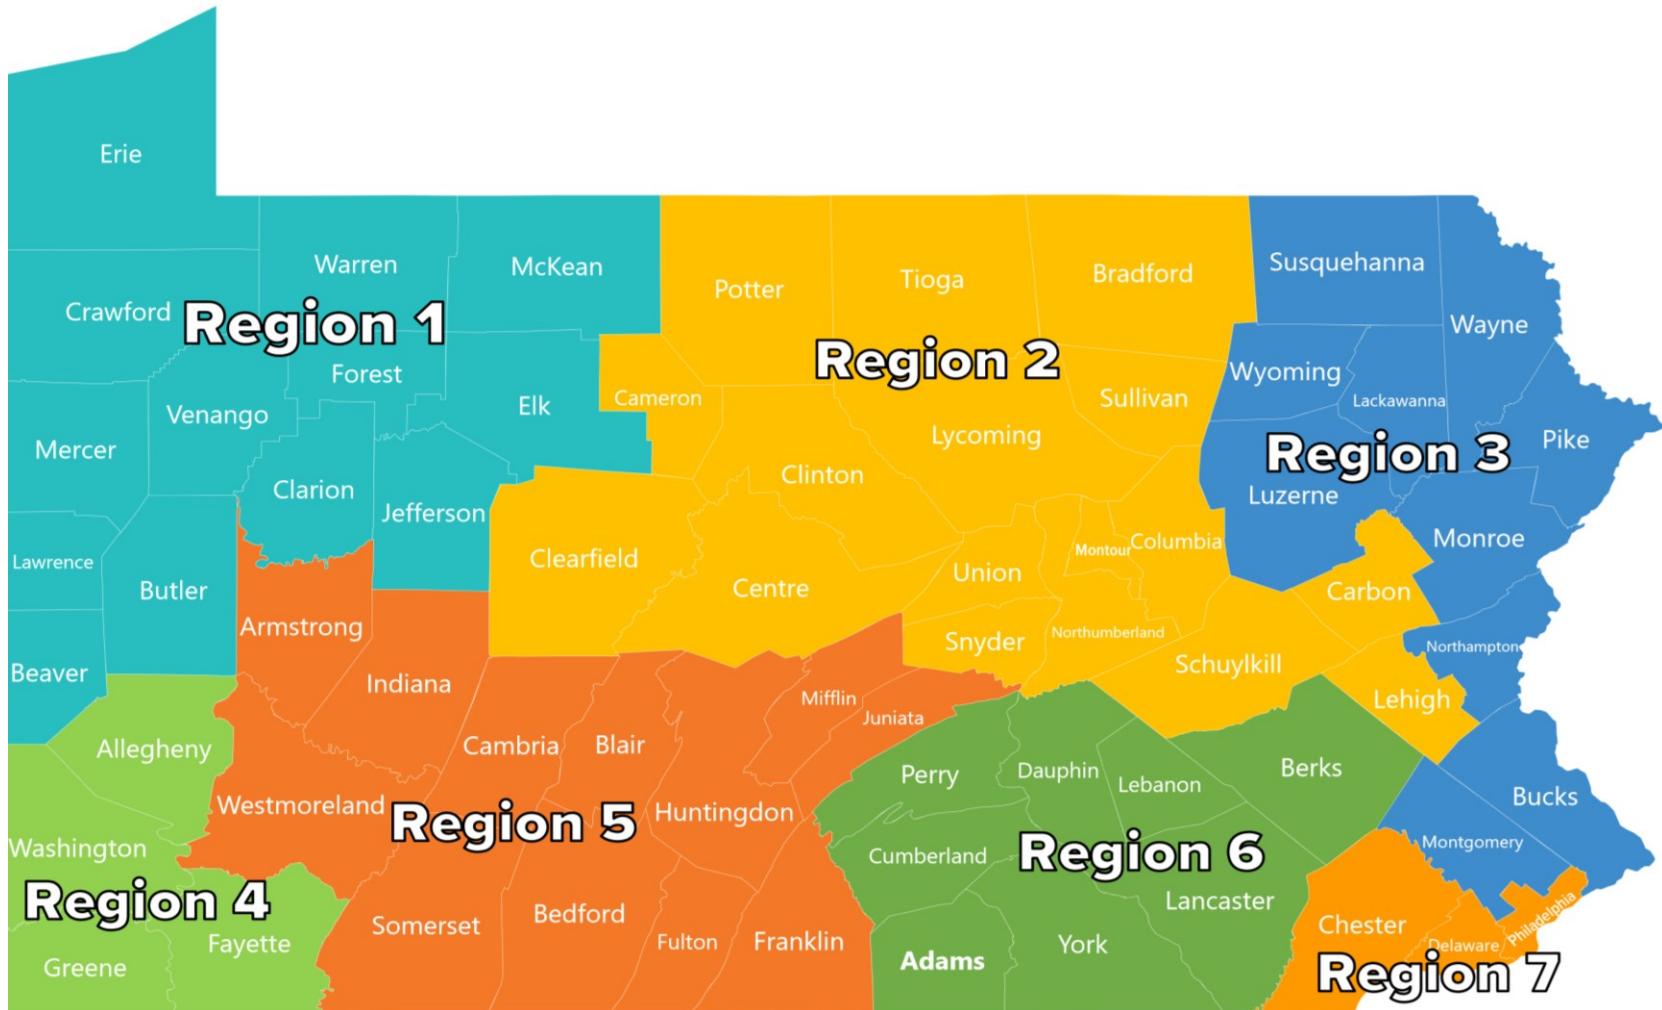 Erie
Warren
McKean
Crawford
Region 1
Forest
Venango
Elk
Mercer
Clarion
Jefferson
Lawrence
Butler
Beaver
Potter
Tioga
Bradford
Region 2
Cameron
Sullivan
Lycoming
Clinton
Clearfield
Centre
Union
Montour
Columbia
Snyder
Northumberland
Schuylkill
Carbon
Lehigh
Susquehanna
Wayne
Wyoming
Lackawanna
Region 3
Pike
Luzerne
Monroe
Northampton
Bucks
Montgomery
Allegheny
Washington
Region 4
Fayette
Greene
Armstrong
Indiana
Mifflin
Juniata
Cambria
Blair
Westmoreland
Region 5
Huntingdon
Somerset
Bedford
Fulton
Franklin
Perry
Dauphin
Lebanon
Berks
Cumberland
Region 6
Lancaster
Adams
York
Chester
Delaware
Philadelphia
Region 7